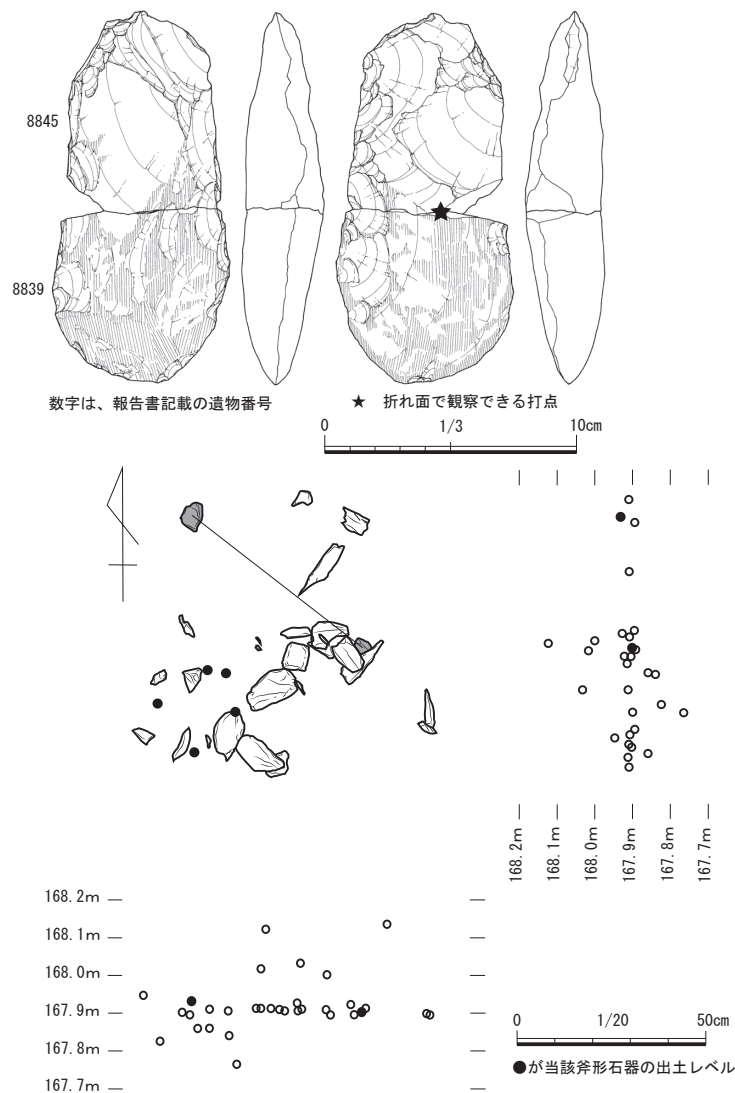 8845
8839
数字は、報告書記載の遺物番号
★ 折れ面で観察できる打点
0 1/3 10cm
168.2m
168.1m
168.0m
167.9m
167.8m
167.7m
168.2m
168.1m
168.0m
167.9m
167.8m
167.7m
0 1/20 50cm
●が当該斧形石器の出土レベル